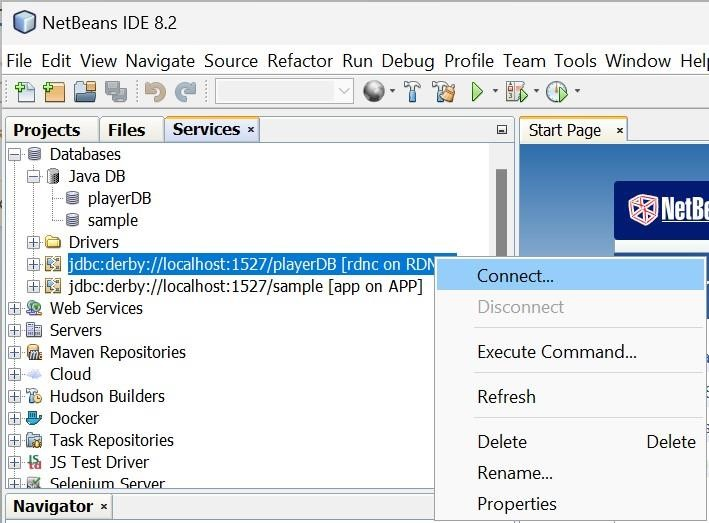 NetBeans IDE 8.2
File Edit View Navigate Source Refactor Run Debug Profile Team Tools Window Help
Projects Files Services × Start Page ×
Databases
Java DB
playerDB
sample
NetBe
Drivers
jdbc:derby://localhost:1527/playerDB [rdnc on RDN
jdbc:derby://localhost:1527/sample [app on APP]
Web Services
Servers
Maven Repositories
Cloud
Hudson Builders
Docker
Task Repositories
JS Test Driver
Selenium Server
Navigator ×
Connect...
Disconnect
Execute Command...
Refresh
Delete Delete
Rename...
Properties